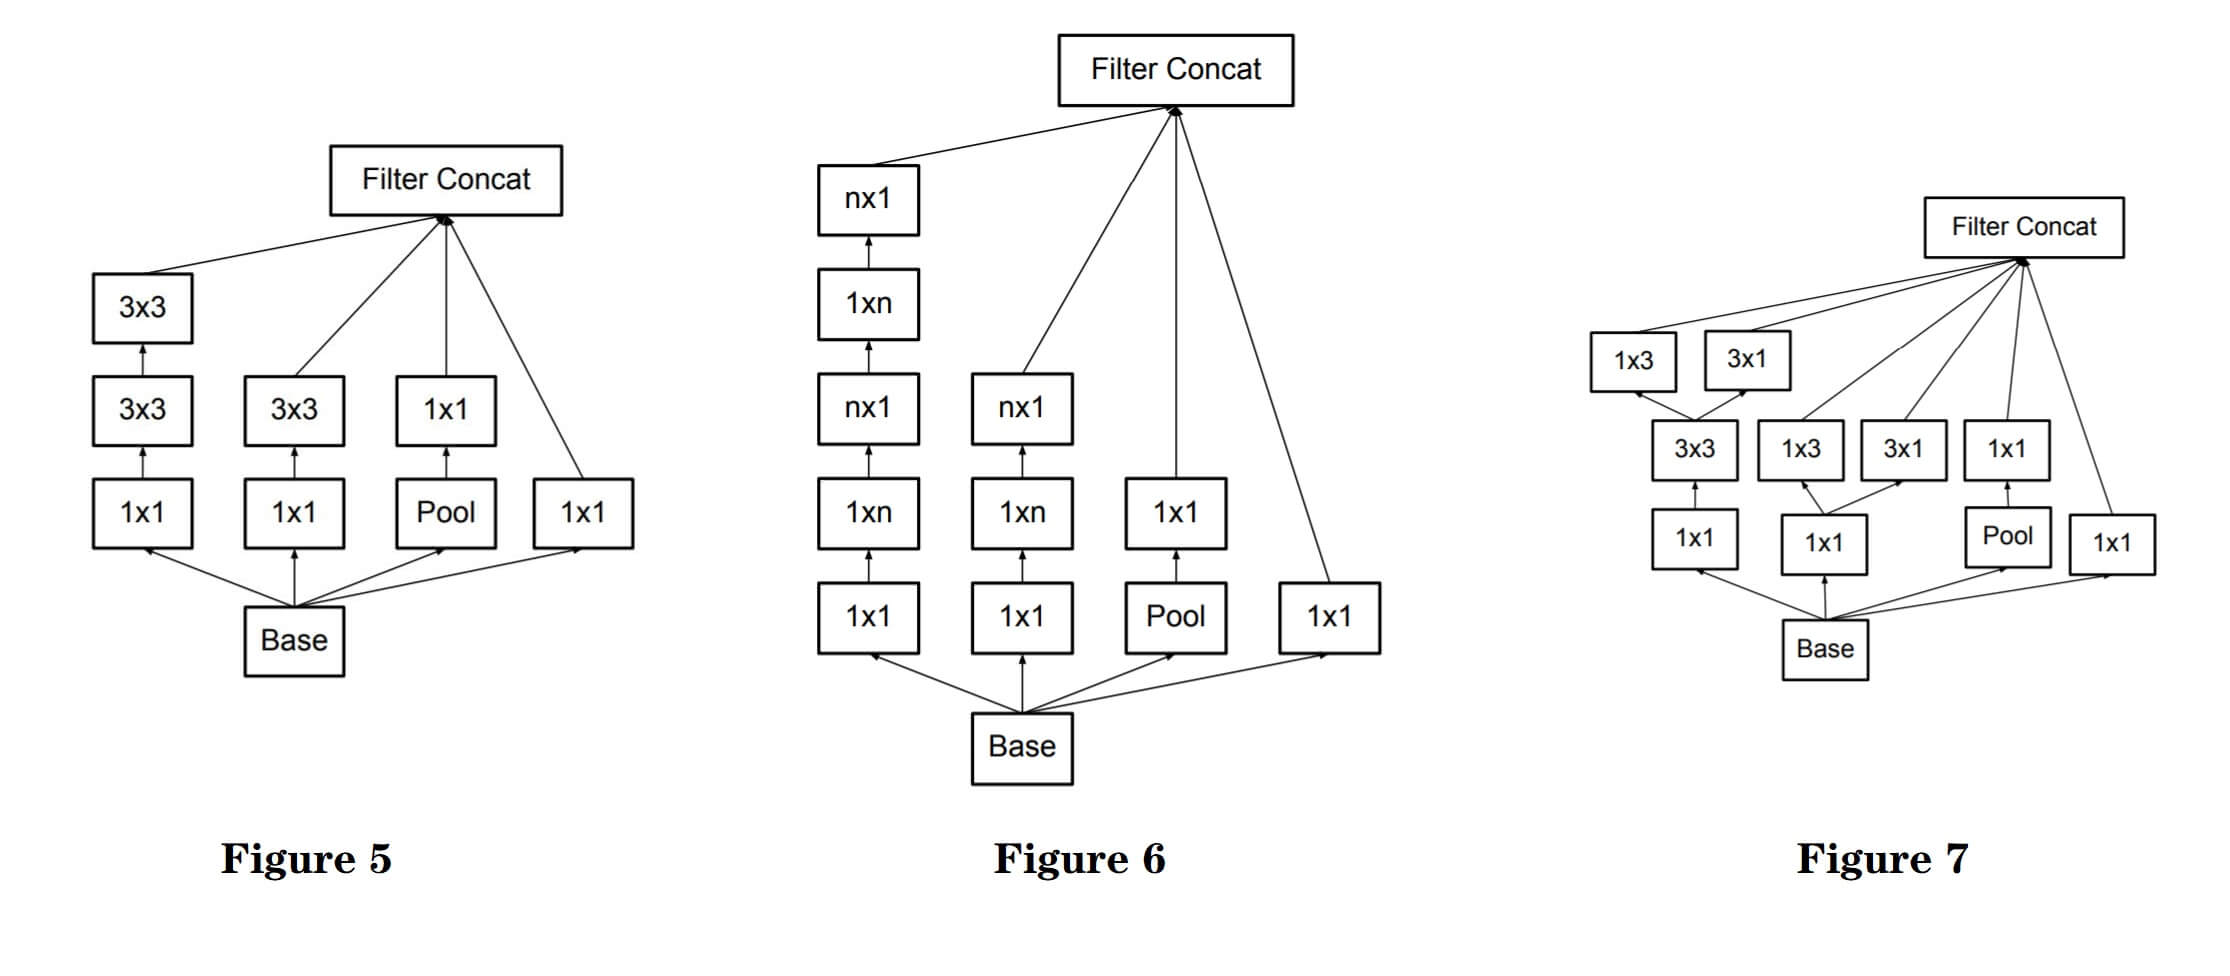 Filter Concat
3x3
3x3
3x3
1x1
1x1
1x1
Pool
1x1
Base
Figure 5
Filter Concat
nx1
1xn
nx1
nx1
1xn
1xn
1x1
1x1
1x1
Pool
1x1
Base
Figure 6
Filter Concat
1x3
3x1
3x3
1x3
3x1
1x1
1x1
1x1
Pool
1x1
Base
Figure 7